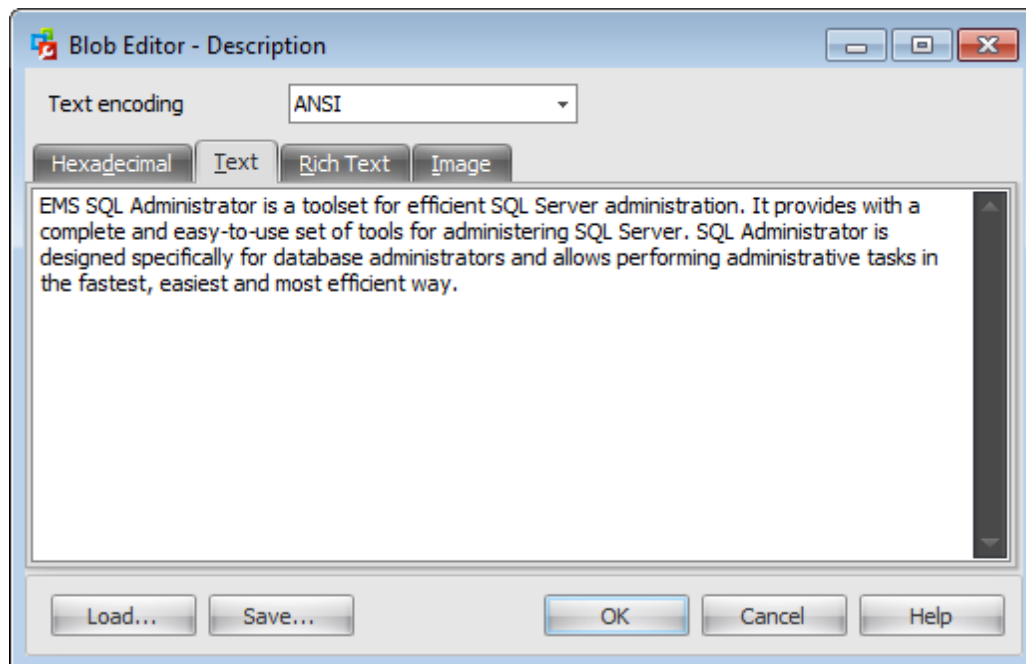 Blob Editor - Description
Text encoding ANSI
Hexadecimal Text Rich Text Image
EMS SQL Administrator is a toolset for efficient SQL Server administration. It provides with a
complete and easy-to-use set of tools for administering SQL Server. SQL Administrator is
designed specifically for database administrators and allows performing administrative tasks in
the fastest, easiest and most efficient way.
Load... Save... OK Cancel Help